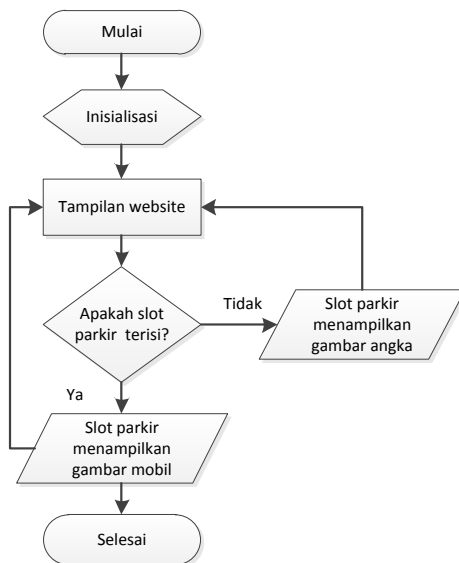 Mulai
Inisialisasi
Tampilan website
Apakah slot
parkir terisi?
Tidak
Slot parkir
menampilkan
gambar angka
Ya
Slot parkir
menampilkan
gambar mobil
Selesai